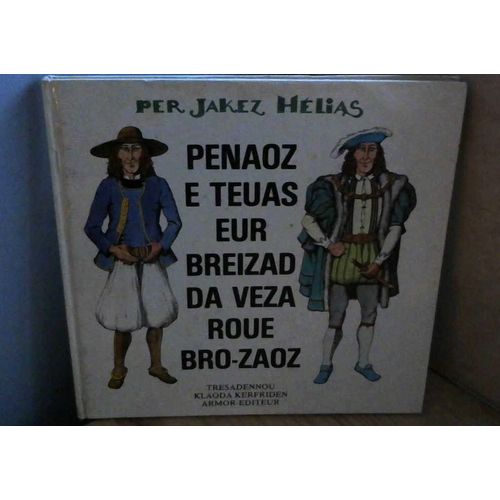 PER JAKEZ HÉLIAS
PENAOZ
E TEUAS
EUR
BREIZAD
DA VEZA
ROUE
BRO-ZAOZ
TRESADENNOU
KLAODA KERFRIDEN
ARMOR EDITEUR